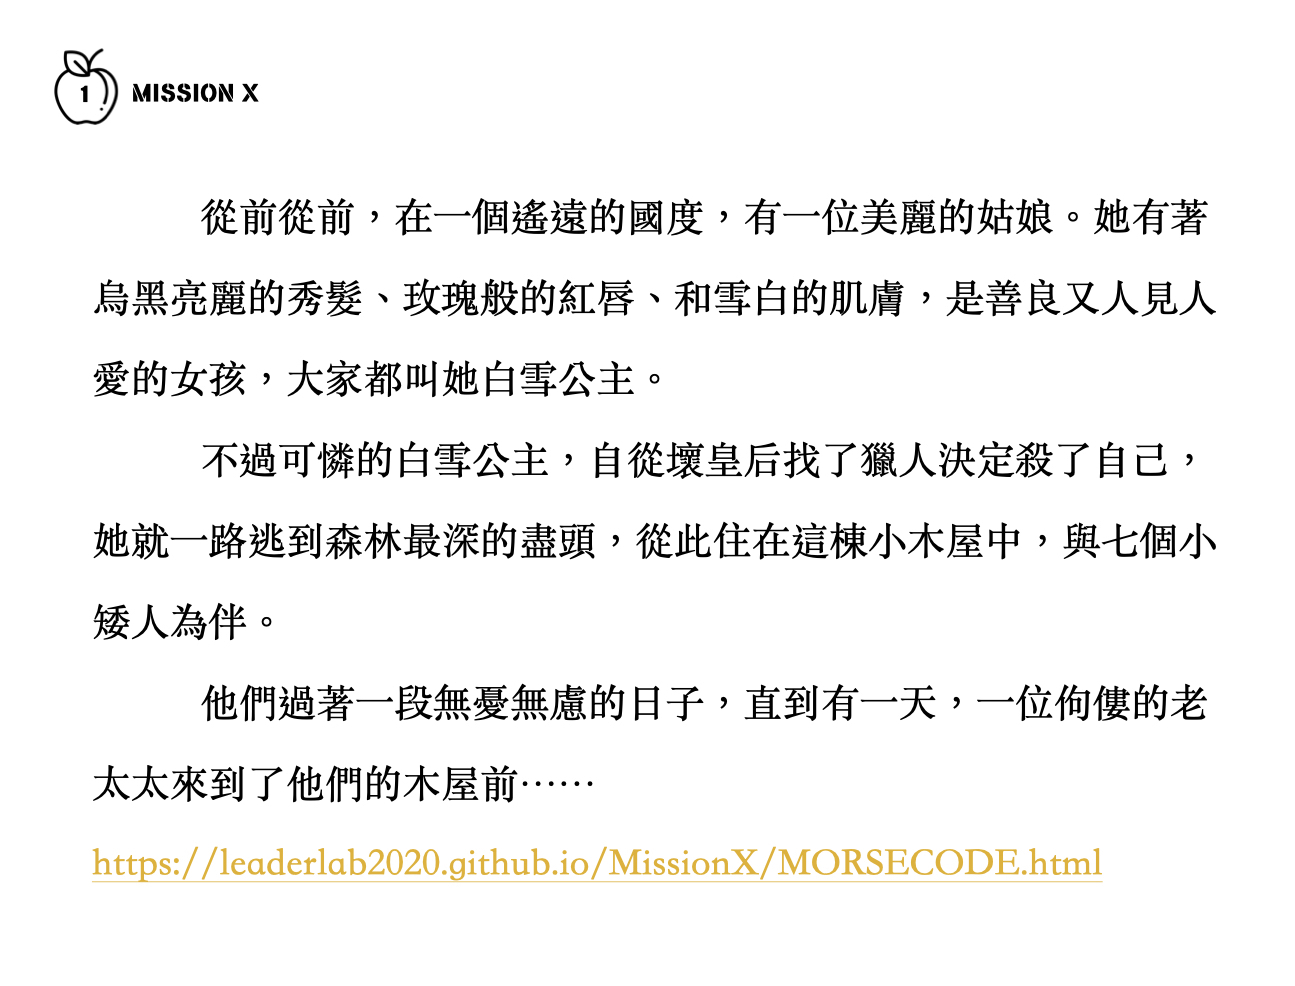 1 MISSION X
從前從前，在一個遙遠的國度，有一位美麗的姑娘。她有著
烏黑亮麗的秀髮、玫瑰般的紅唇、和雪白的肌膚，是善良又人見人
愛的女孩，大家都叫她白雪公主。
不過可憐的白雪公主，自從壞皇后找了獵人決定殺了自己，
她就一路逃到森林最深的盡頭，從此住在這棟小木屋中，與七個小
矮人為伴。
他們過著一段無憂無慮的日子，直到有一天，一位佝僂的老
太太來到了他們的木屋前⋯⋯
https://leaderlab2020.github.io/MissionX/MORSECODE.html